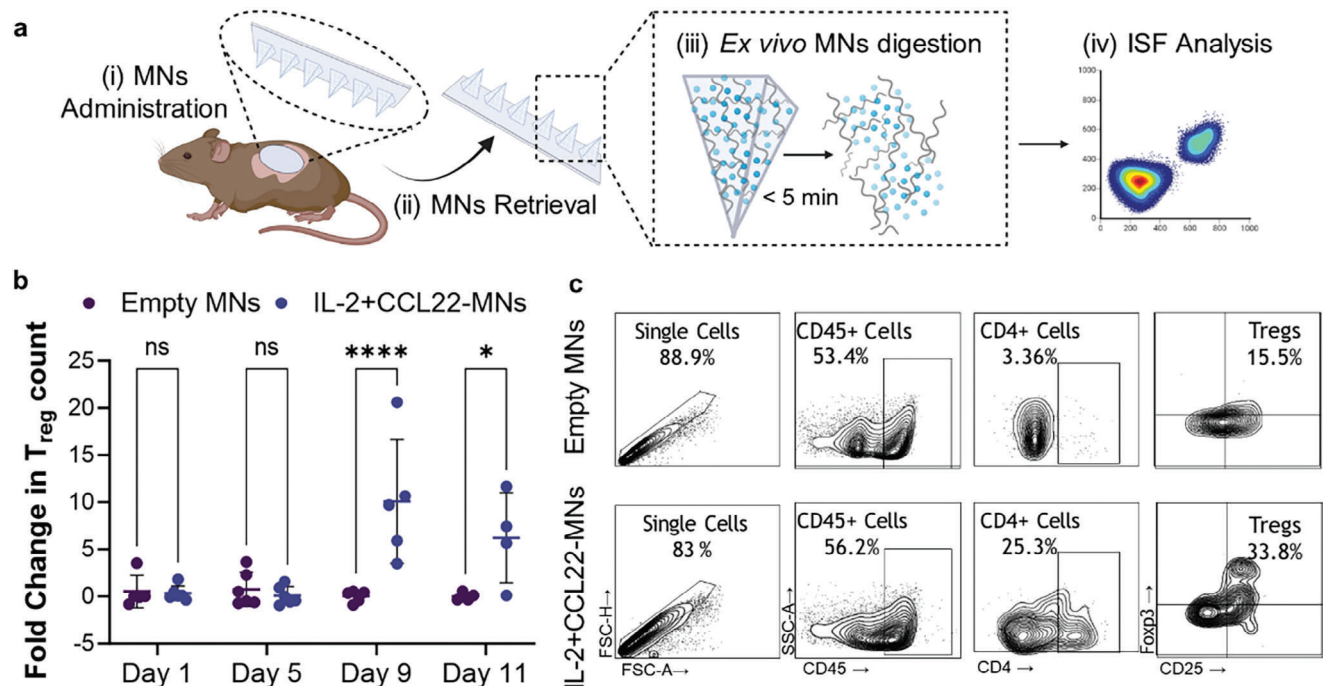 a
(i) MNs
Administration
(ii) MNs Retrieval
(iii) Ex vivo MNs digestion
< 5 min
(iv) ISF Analysis
1000
800
600
400
200
0
0 200 400 600 800 1000
b
Empty MNs IL-2+CCL22-MNs
Fold Change in Treg count
25
20
15
10
5
0
-5
ns ns **** *
Day 1 Day 5 Day 9 Day 11
c
Empty MNs
Single Cells
88.9%
CD45+ Cells
53.4%
CD4+ Cells
3.36%
Tregs
15.5%
IL-2+CCL22-MNs
Single Cells
83 %
CD45+ Cells
56.2%
CD4+ Cells
25.3%
Tregs
33.8%
FSC-H→
FSC-A→
SSC-A→
CD45 →
CD4 →
Foxp3 →
CD25 →